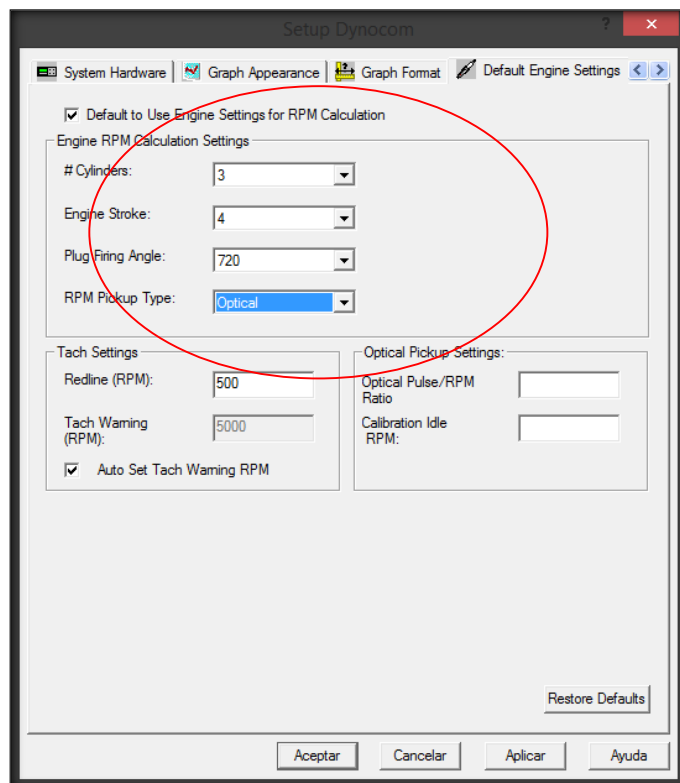 Setup Dynocom ?
System Hardware Graph Appearance Graph Format Default Engine Settings
Default to Use Engine Settings for RPM Calculation
Engine RPM Calculation Settings
# Cylinders: 3
Engine Stroke: 4
Plug Firing Angle: 720
RPM Pickup Type: Optical
Tach Settings
Redline (RPM): 500
Tach Warning
(RPM): 5000
Auto Set Tach Warning RPM
Optical Pickup Settings:
Optical Pulse/RPM
Ratio
Calibration Idle
RPM:
Restore Defaults
Aceptar Cancelar Aplicar Ayuda